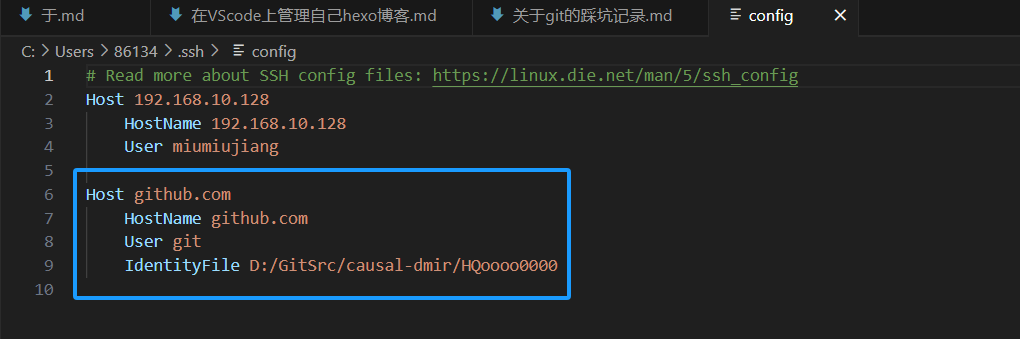 于.md 在VScode上管理自己hexo博客.md 关于git的踩坑记录.md config
C: > Users > 86134 > .ssh > config
1 # Read more about SSH config files: https://linux.die.net/man/5/ssh_config
2 Host 192.168.10.128
3 HostName 192.168.10.128
4 User miumiujiang
5
6 Host github.com
7 HostName github.com
8 User git
9 IdentityFile D:/GitSrc/causal-dmir/HQoooo0000
10